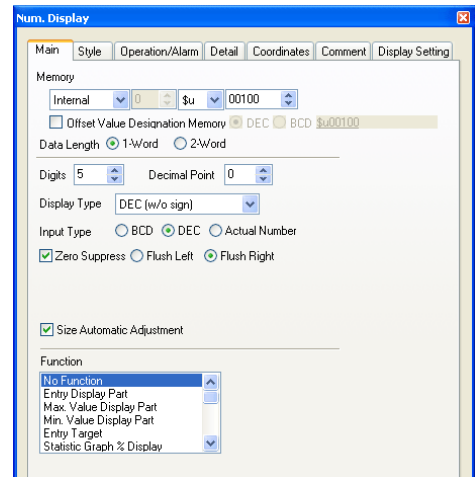 Num. Display
Main Style Operation/Alarm Detail Coordinates Comment Display Setting
Memory
Internal 0 $u 00100
Offset Value Designation Memory DEC BCD $u00100
Data Length 1-Word 2-Word
Digits 5 Decimal Point 0
Display Type DEC (w/o sign)
Input Type BCD DEC Actual Number
Zero Suppress Flush Left Flush Right
Size Automatic Adjustment
Function
No Function
Entry Display Part
Max. Value Display Part
Min. Value Display Part
Entry Target
Statistic Graph % Display